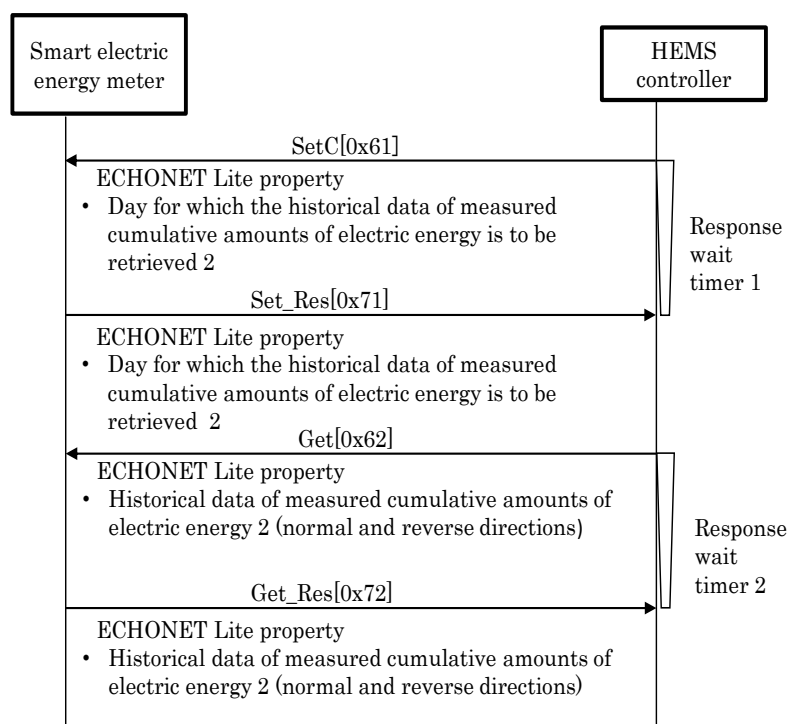 Smart electric
energy meter
HEMS
controller
SetC[0x61]
ECHONET Lite property
• Day for which the historical data of measured
cumulative amounts of electric energy is to be
retrieved 2
Response
wait
timer 1
Set_Res[0x71]
ECHONET Lite property
• Day for which the historical data of measured
cumulative amounts of electric energy is to be
retrieved 2
Get[0x62]
ECHONET Lite property
• Historical data of measured cumulative amounts of
electric energy 2 (normal and reverse directions)
Response
wait
timer 2
Get_Res[0x72]
ECHONET Lite property
• Historical data of measured cumulative amounts of
electric energy 2 (normal and reverse directions)